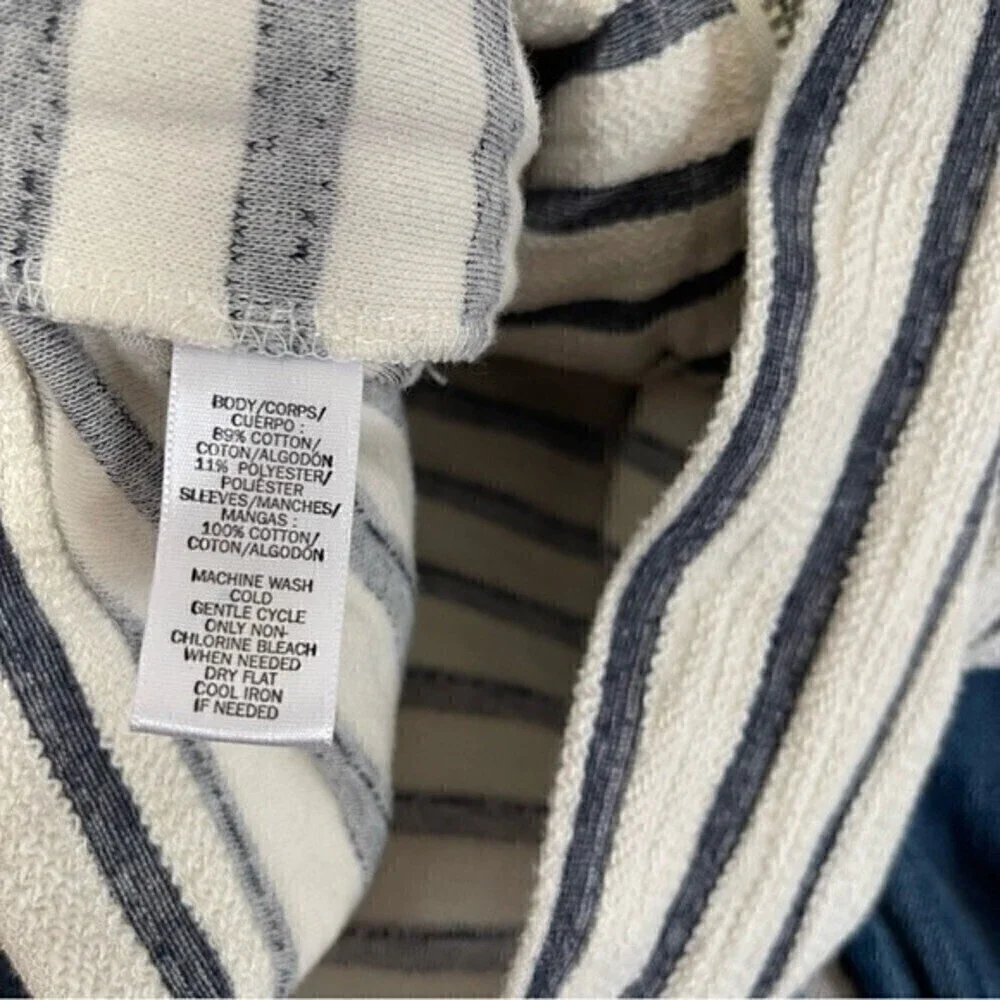 BODY/CORPS/
CUERPO :
89% COTTON/
COTON/ALGODÓN
11% POLYESTER/
POLIÉSTER
SLEEVES/MANCHES/
MANGAS :
100% COTTON/
COTON/ALGODÓN
MACHINE WASH
COLD
GENTLE CYCLE
ONLY NON-
CHLORINE BLEACH
WHEN NEEDED
DRY FLAT
COOL IRON
IF NEEDED